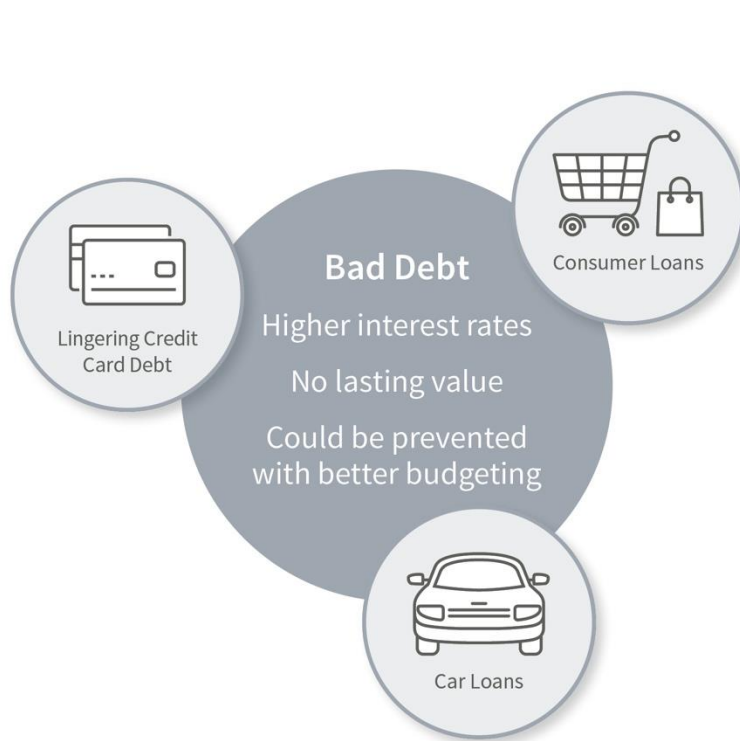 Bad Debt
Higher interest rates
No lasting value
Could be prevented
with better budgeting
Lingering Credit
Card Debt
Consumer Loans
Car Loans